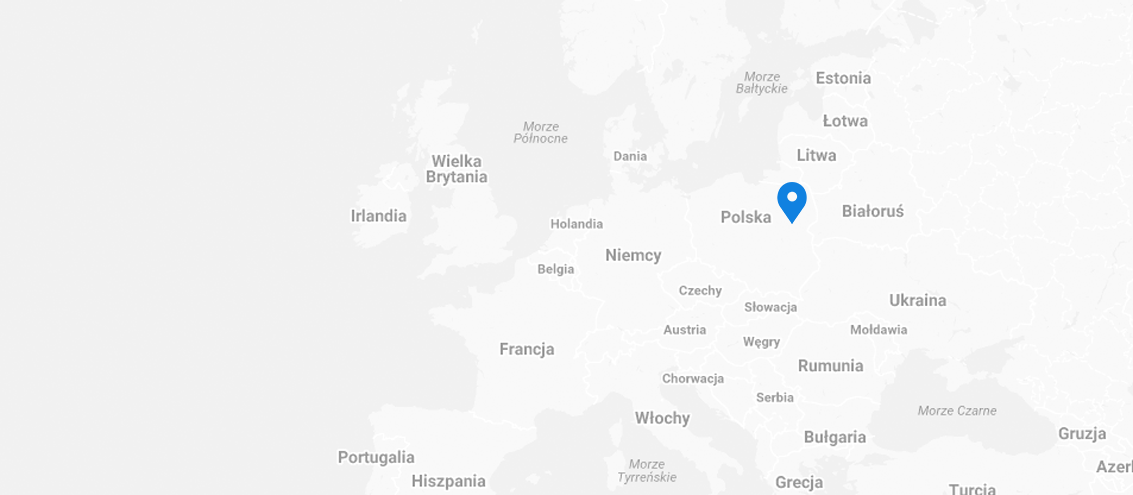 Morze
Bałtyckie
Estonia
Łotwa
Morze
Północne
Litwa
Dania
Wielka
Brytania
Irlandia
Polska
Białoruś
Holandia
Niemcy
Belgia
Czechy
Ukraina
Słowacja
Austria
Mołdawia
Węgry
Francja
Rumunia
Chorwacja
Serbia
Morze Czarne
Włochy
Gruzja
Bułgaria
Portugalia
Morze
Tyrreńskie
Azerl
Hiszpania
Grecja
Turcja